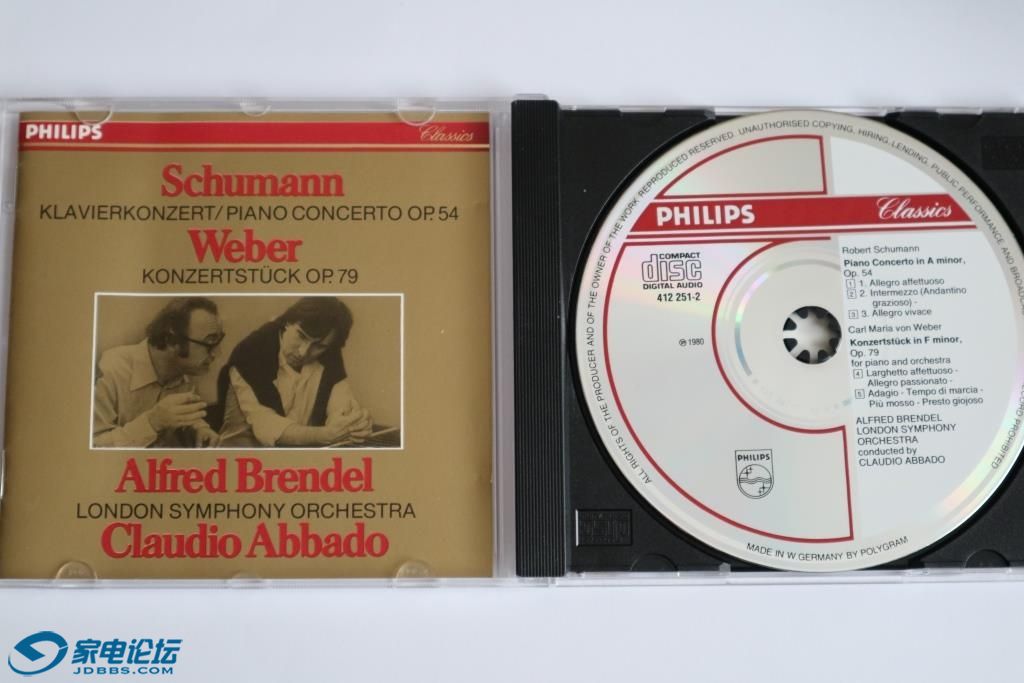 PHILIPS Classics
Schumann
KLAVIERKONZERT/PIANO CONCERTO OP. 54
Weber
KONZERTSTÜCK OP. 79
Alfred Brendel
LONDON SYMPHONY ORCHESTRA
Claudio Abbado
ALL RIGHTS OF THE PRODUCER AND OF THE OWNER OF THE WORK REPRODUCED RESERVED. UNAUTHORISED COPYING, HIRING, LENDING, PUBLIC PERFORMANCE AND
PROHIBITED
PHILIPS Classics
COMPACT
disc
DIGITAL AUDIO
412 251-2
℗ 1980
Robert Schumann
Piano Concerto in A minor,
Op. 54
1 1. Allegro affettuoso
2 2. Intermezzo (Andantino
grazioso) -
3 3. Allegro vivace
Carl Maria von Weber
Konzertstück in F minor,
Op. 79
for piano and orchestra
4 Larghetto affettuoso -
Allegro passionato -
5 Adagio - Tempo di marcia -
Più mosso - Presto giojoso
ALFRED BRENDEL
LONDON SYMPHONY
ORCHESTRA
conducted by
CLAUDIO ABBADO
PHILIPS
MADE IN W GERMANY BY POLYGRAM
家电论坛
JDBBS.COM